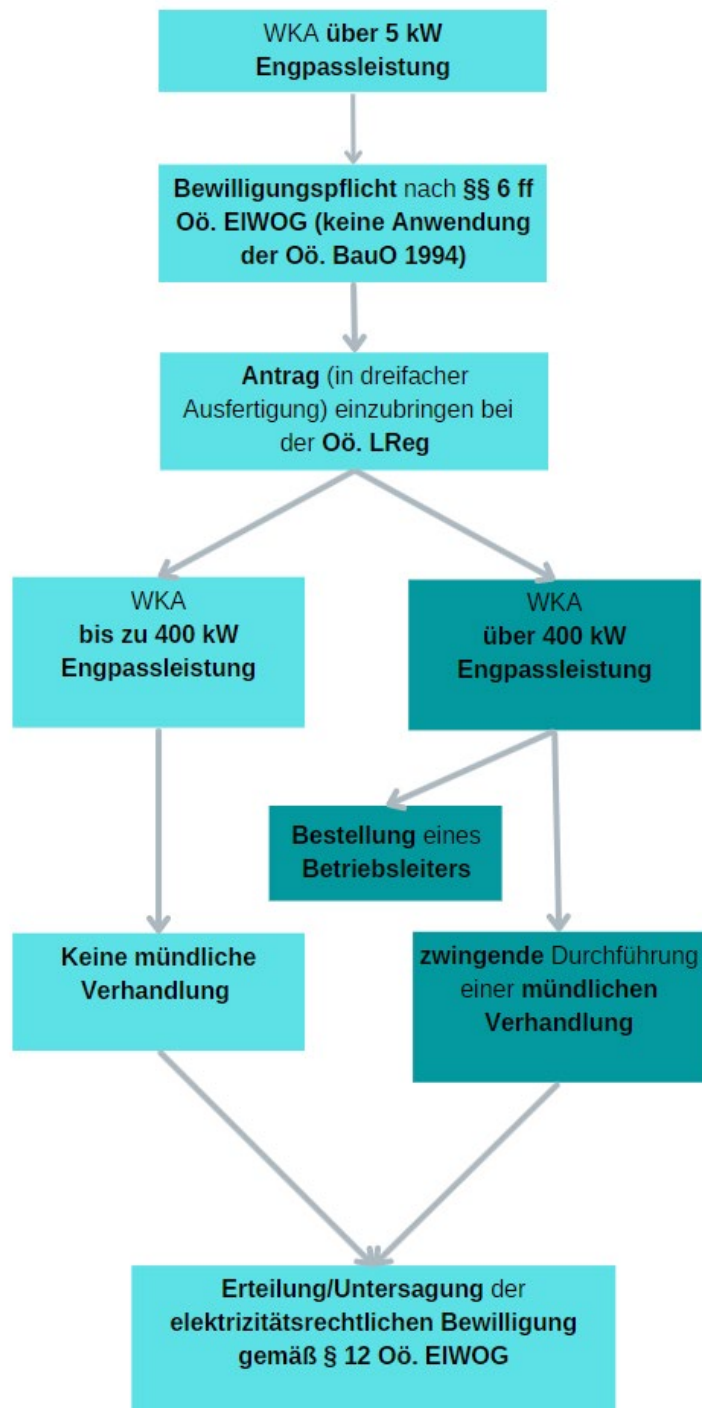 WKA über 5 kW
Engpassleistung
Bewilligungspflicht nach §§ 6 ff
Oö. ElWOG (keine Anwendung
der Oö. BauO 1994)
Antrag (in dreifacher
Ausfertigung) einzubringen bei
der Oö. LReg
WKA
bis zu 400 kW
Engpassleistung
WKA
über 400 kW
Engpassleistung
Bestellung eines
Betriebsleiters
Keine mündliche
Verhandlung
zwingende Durchführung
einer mündlichen
Verhandlung
Erteilung/Untersagung der
elektrizitätsrechtlichen Bewilligung
gemäß § 12 Oö. ElWOG